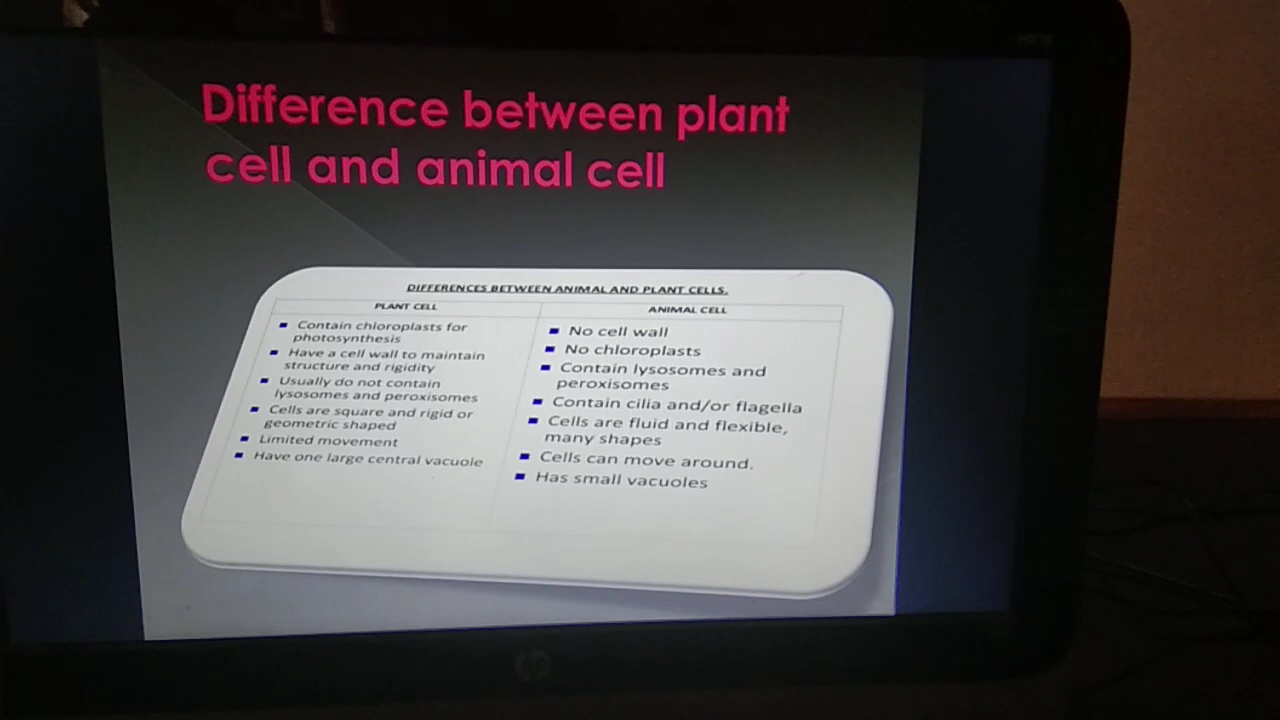 Difference between plant
cell and animal cell
DIFFERENCES BETWEEN ANIMAL AND PLANT CELLS.
PLANT CELL
Contain chloroplasts for
photosynthesis
Have a cell wall to maintain
structure and rigidity
Usually do not contain
lysosomes and peroxisomes
Cells are square and rigid or
geometric shaped
Limited movement
Have one large central vacuole
ANIMAL CELL
No cell wall
No chloroplasts
Contain lysosomes and
peroxisomes
Contain cilia and/or flagella
Cells are fluid and flexible,
many shapes
Cells can move around.
Has small vacuoles
hp